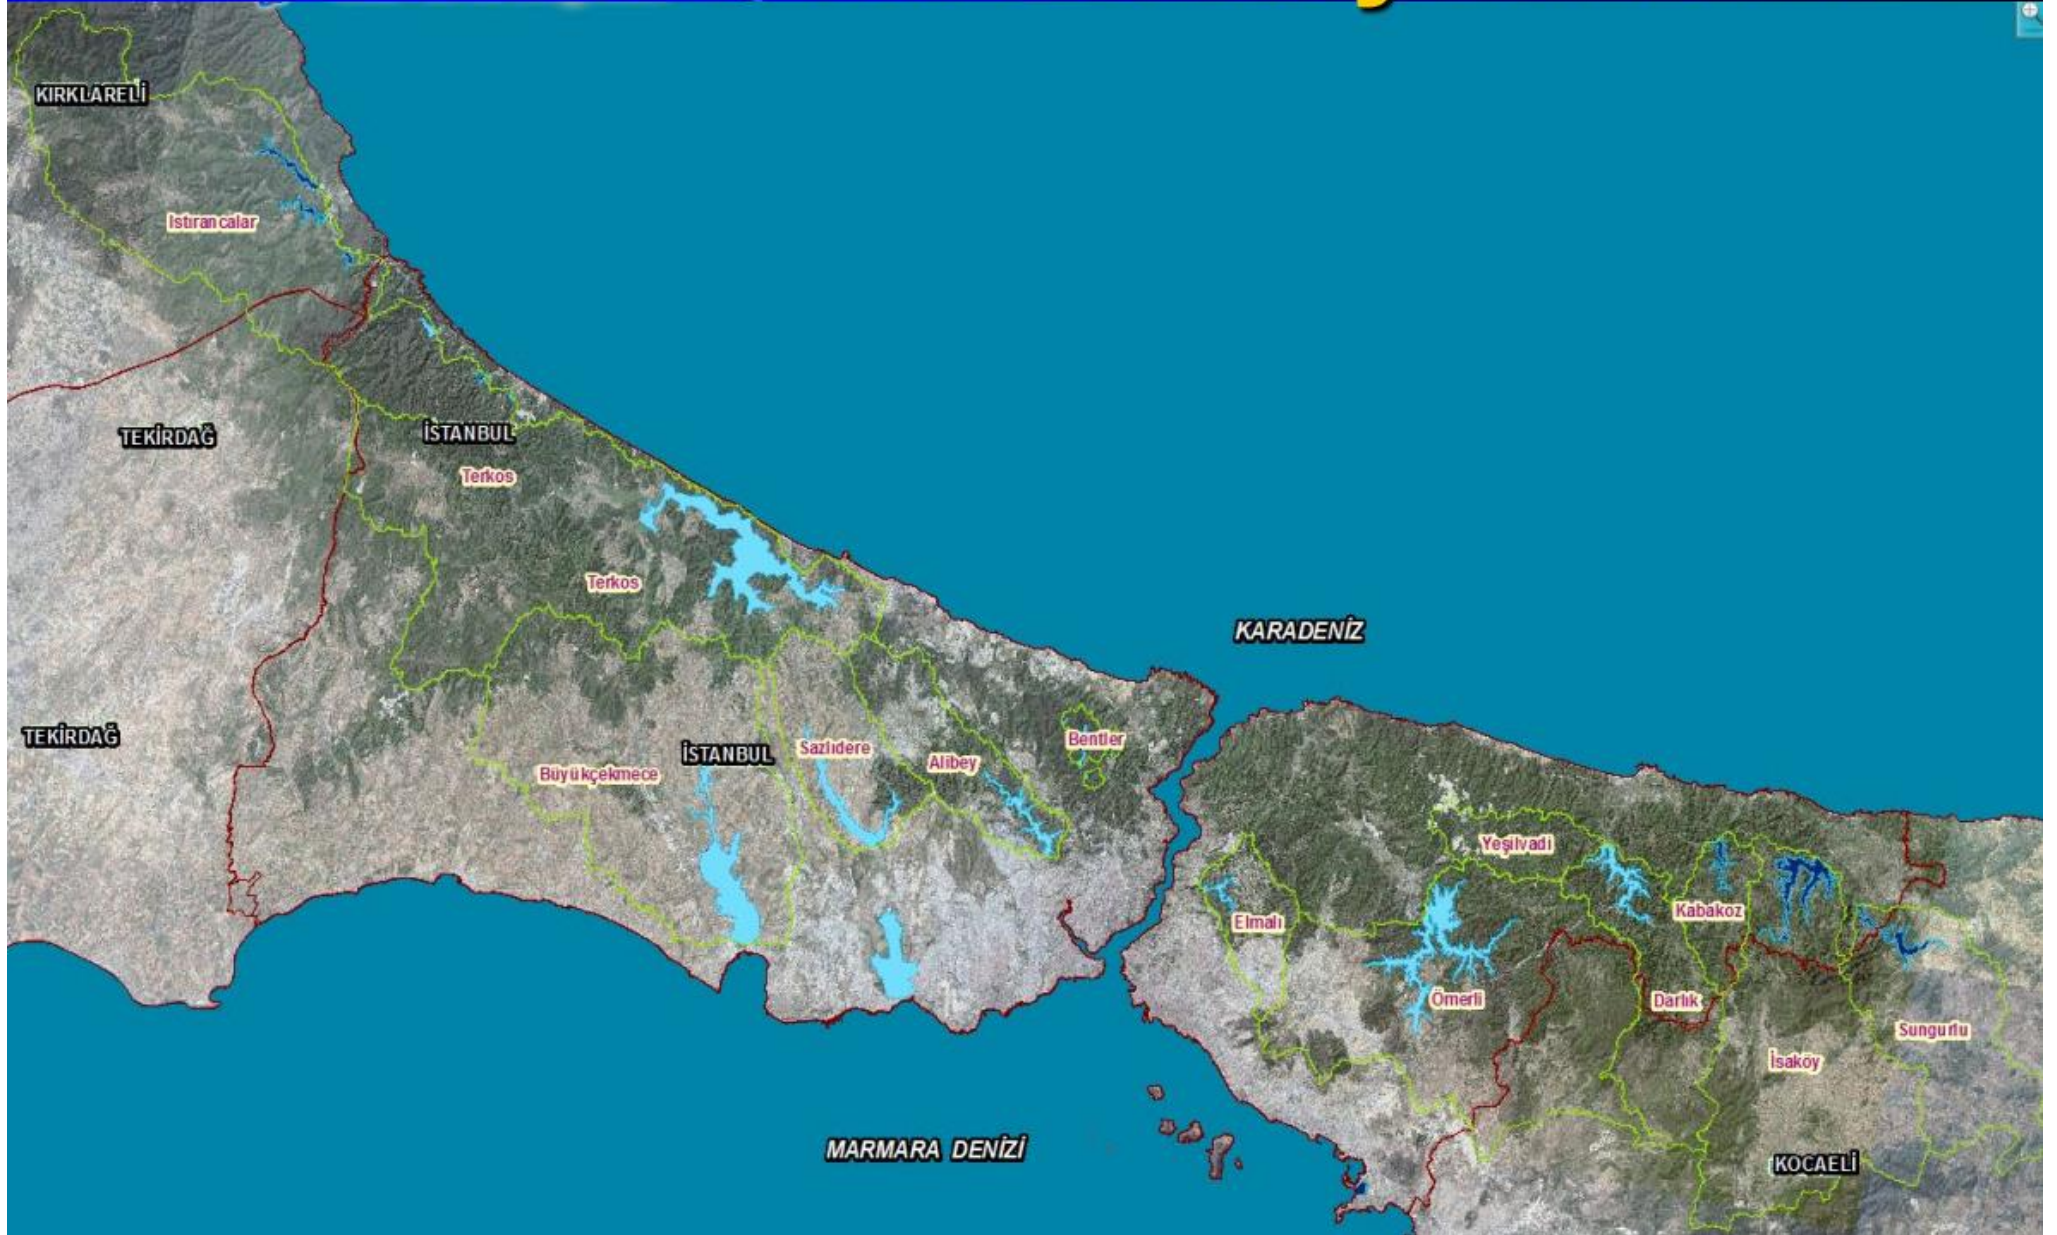 KIRKLARELİ
Istırancalar
TEKİRDAĞ
İSTANBUL
Terkos
Terkos
KARADENİZ
TEKİRDAĞ
İSTANBUL
Sazlıdere
Bentler
Alibey
Büyükçekmece
Yeşilvadi
Kabakoz
Elmalı
Ömerli
Darlık
Sungurlu
İsaköy
MARMARA DENİZİ
KOCAELİ